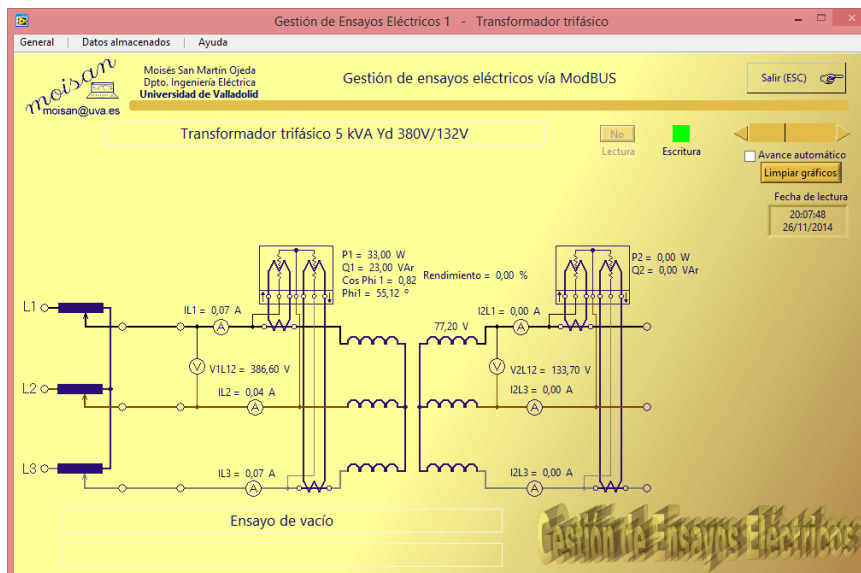 Gestión de Ensayos Eléctricos 1 - Transformador trifásico
General | Datos almacenados | Ayuda
moisan
moisan@uva.es
Moisés San Martín Ojeda
Dpto. Ingeniería Eléctrica
Universidad de Valladolid
Gestión de ensayos eléctricos vía ModBUS
Salir (ESC)
Transformador trifásico 5 kVA Yd 380V/132V
No
Lectura
Escritura
Avance automático
Limpiar gráficos
Fecha de lectura
20:07:48
26/11/2014
P1 = 33,00 W
Q1 = 23,00 VAr
Cos Phi 1 = 0,82
Phi1 = 55,12 º
Rendimiento = 0,00 %
P2 = 0,00 W
Q2 = 0,00 VAr
L1
IL1 = 0,07 A
A
77,20 V
I2L1 = 0,00 A
A
V
V1L12 = 386,60 V
V
V2L12 = 133,70 V
L2
IL2 = 0,04 A
A
I2L3 = 0,00 A
A
L3
IL3 = 0,07 A
A
I2L3 = 0,00 A
A
Ensayo de vacío
Gestión de Ensayos Eléctricos